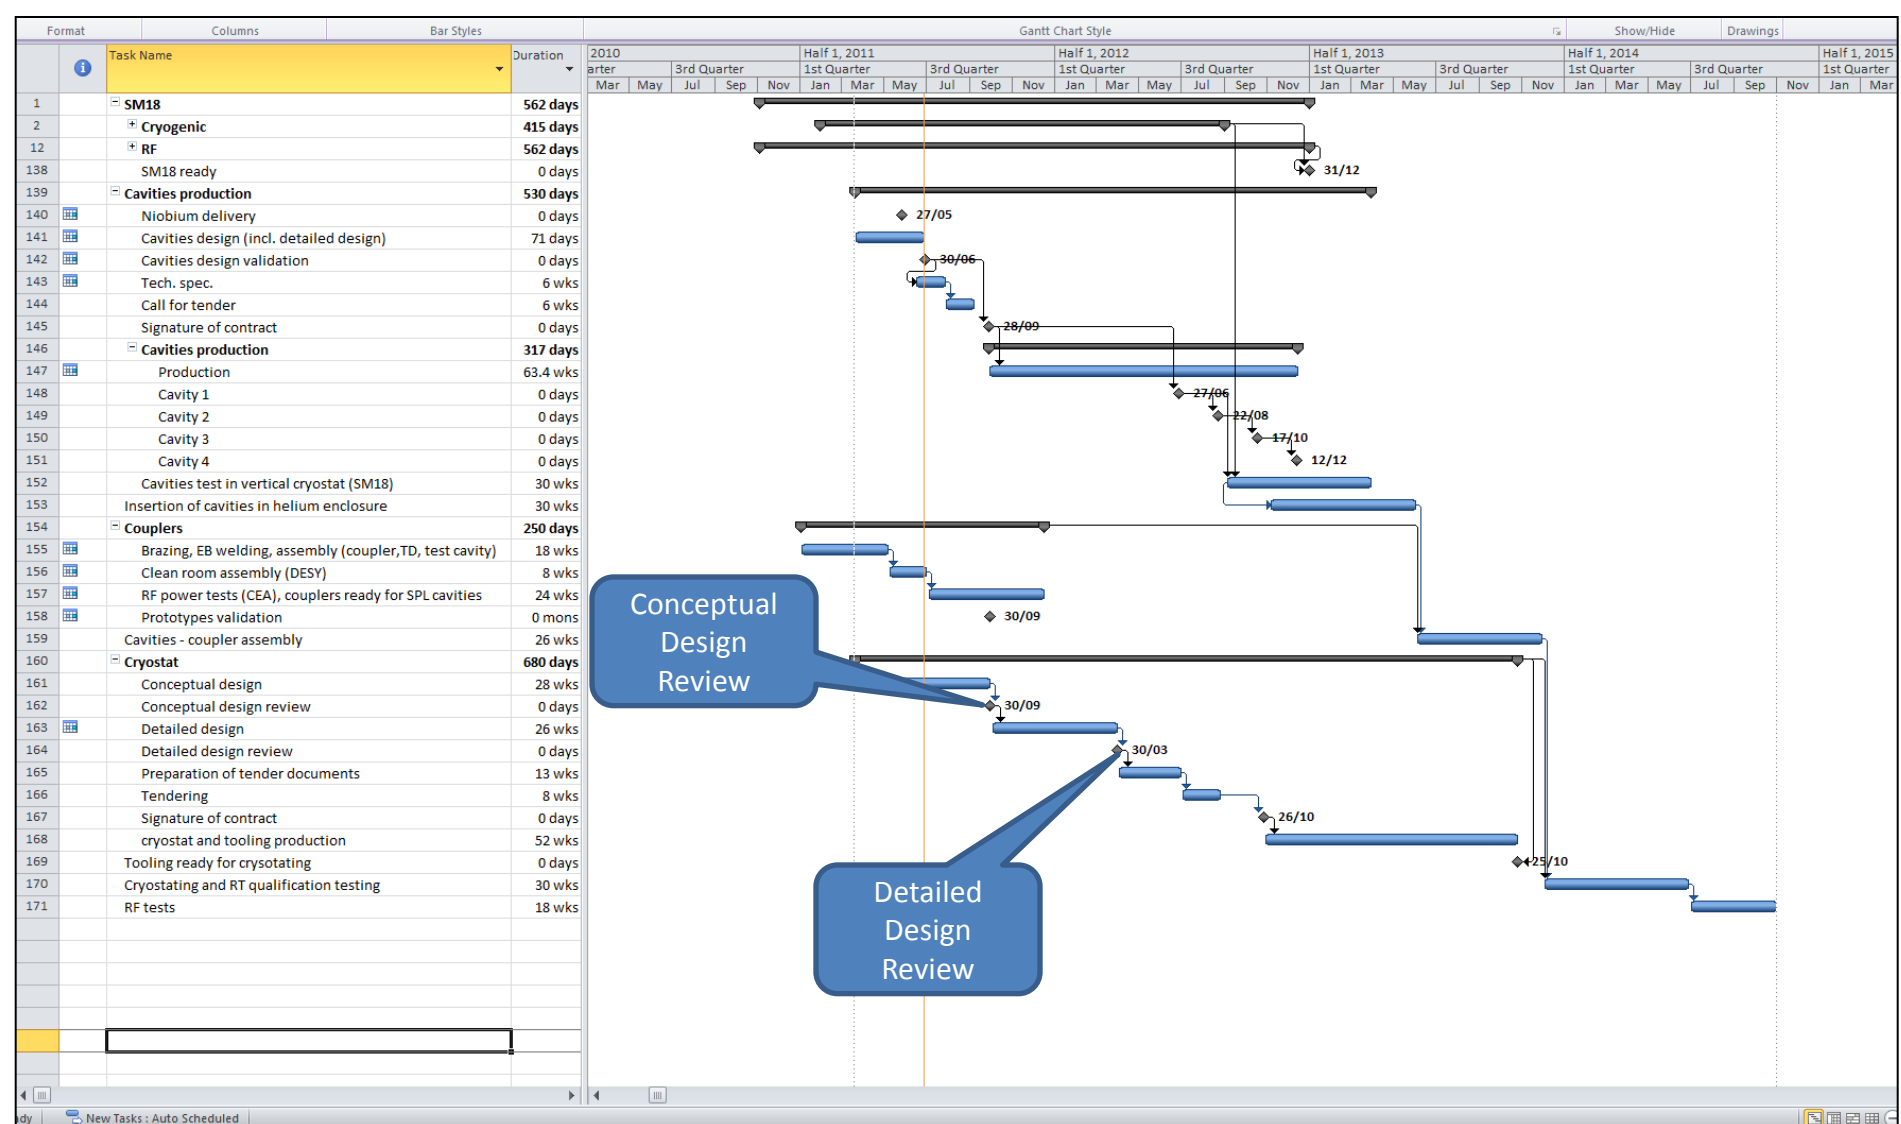 Format Columns Bar Styles Gantt Chart Style Show/Hide Drawings
Task Name Duration 2010 Half 1, 2011 Half 1, 2012 Half 1, 2013 Half 1, 2014 Half 1, 2015
arter 3rd Quarter 1st Quarter 3rd Quarter 1st Quarter 3rd Quarter 1st Quarter 3rd Quarter 1st Quarter 3rd Quarter 1st Quarter
Mar May Jul Sep Nov Jan Mar May Jul Sep Nov Jan Mar May Jul Sep Nov Jan Mar May Jul Sep Nov Jan Mar May Jul Sep Nov Jan Mar
1 SM18 562 days
2 Cryogenic 415 days
12 RF 562 days
138 SM18 ready 0 days 31/12
139 Cavities production 530 days
140 Niobium delivery 0 days 27/05
141 Cavities design (incl. detailed design) 71 days
142 Cavities design validation 0 days 30/06
143 Tech. spec. 6 wks
144 Call for tender 6 wks
145 Signature of contract 0 days 28/09
146 Cavities production 317 days
147 Production 63.4 wks
148 Cavity 1 0 days 27/06
149 Cavity 2 0 days 22/08
150 Cavity 3 0 days 17/10
151 Cavity 4 0 days 12/12
152 Cavities test in vertical cryostat (SM18) 30 wks
153 Insertion of cavities in helium enclosure 30 wks
154 Couplers 250 days
155 Brazing, EB welding, assembly (coupler,TD, test cavity) 18 wks
156 Clean room assembly (DESY) 8 wks
157 RF power tests (CEA), couplers ready for SPL cavities 24 wks
158 Prototypes validation 0 mons 30/09
159 Cavities - coupler assembly 26 wks
160 Cryostat 680 days
161 Conceptual design 28 wks
162 Conceptual design review 0 days 30/09
163 Detailed design 26 wks
164 Detailed design review 0 days 30/03
165 Preparation of tender documents 13 wks
166 Tendering 8 wks
167 Signature of contract 0 days 26/10
168 cryostat and tooling production 52 wks
169 Tooling ready for crysotating 0 days 25/10
170 Cryostating and RT qualification testing 30 wks
171 RF tests 18 wks
Conceptual
Design
Review
Detailed
Design
Review
ady New Tasks : Auto Scheduled